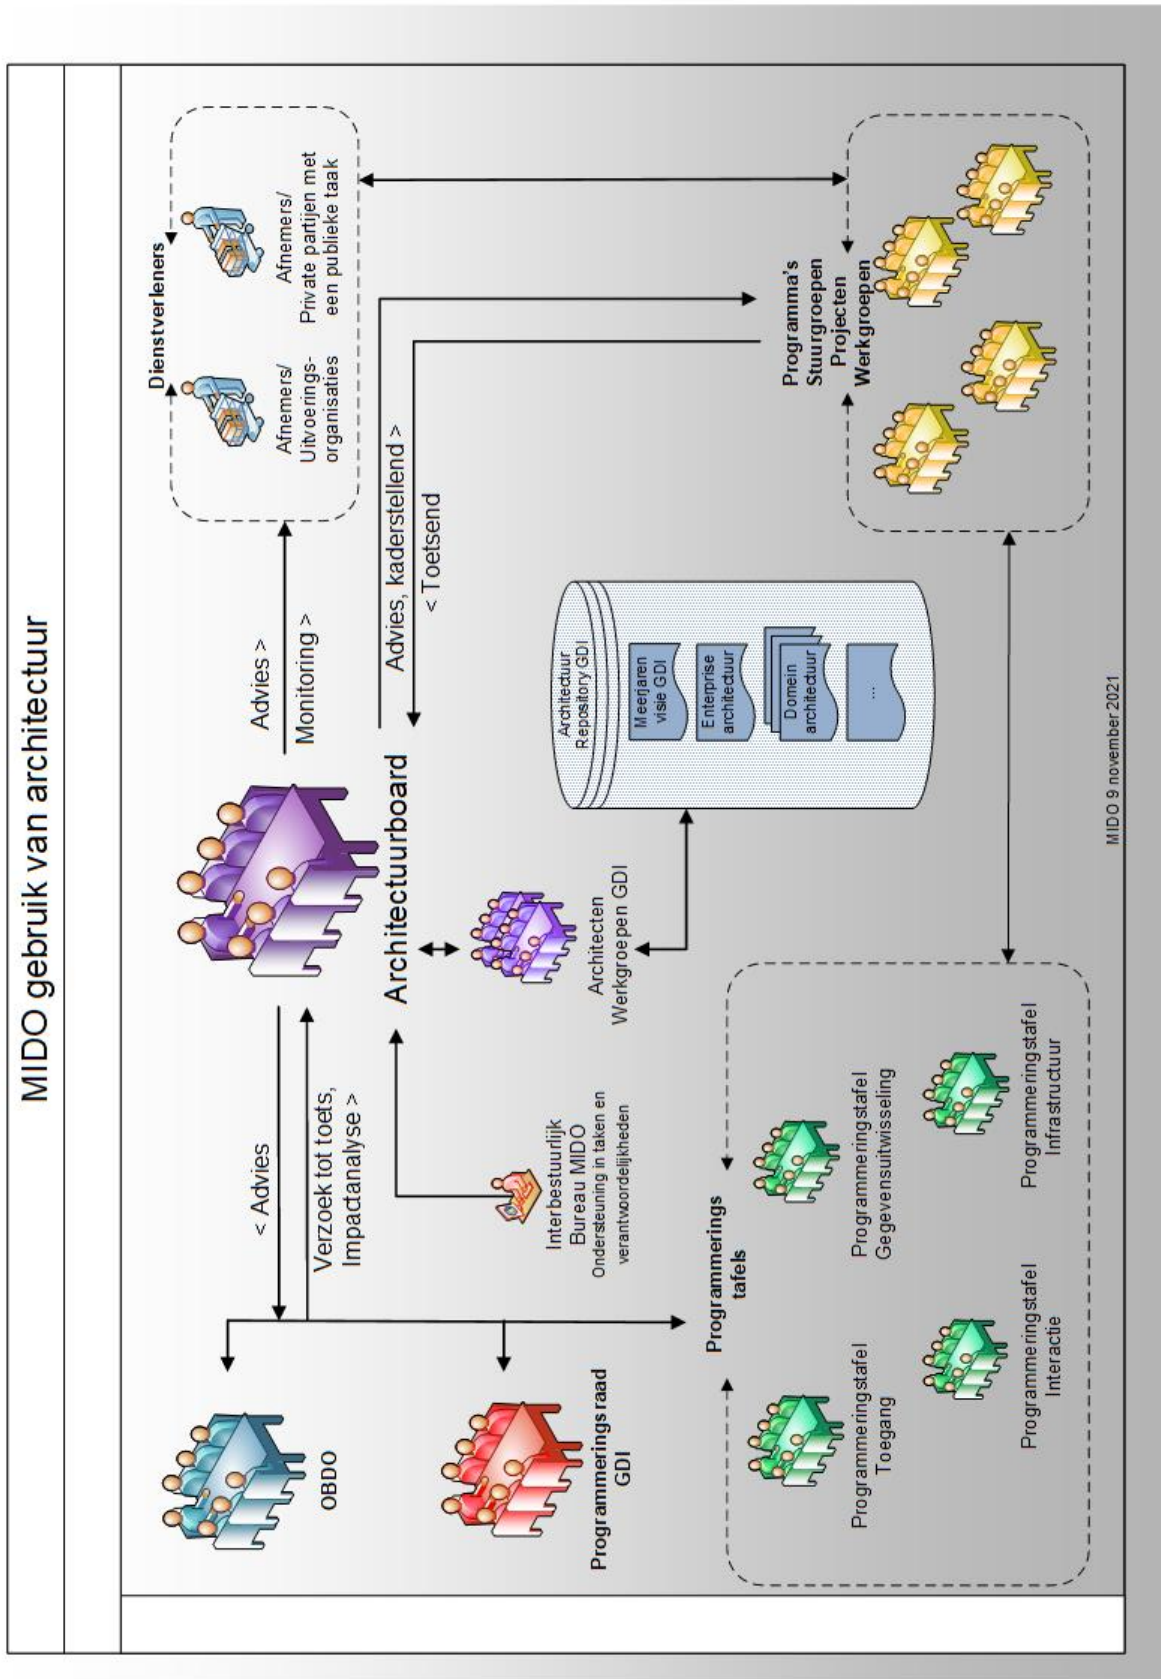 MIDO gebruik van architectuur
OBDO
Programmeringsraad
GDI
< Advies
Verzoek tot toets,
Impactanalyse >
Advies >
Monitoring >
Architectuurboard
Dienstverleners
Afnemers/
Uitvoerings-
organisaties
Afnemers/
Private partijen met
een publieke taak
Advies, kaderstellend >
< Toetsend
Interbestuurlijk
Bureau MIDO
Ondersteuning in taken en
verantwoordelijkheden
Architecten
Werkgroepen GDI
Architectuur
Repository GDI
Meerjaren
visie GDI
Enterprise
architectuur
Domein
architectuur
...
Programmerings
tafels
Programmeringstafel
Toegang
Programmeringstafel
Gegevensuitwisseling
Programmeringstafel
Interactie
Programmeringstafel
Infrastructuur
Programma's
Stuurgroepen
Projecten
Werkgroepen
MIDO 9 november 2021